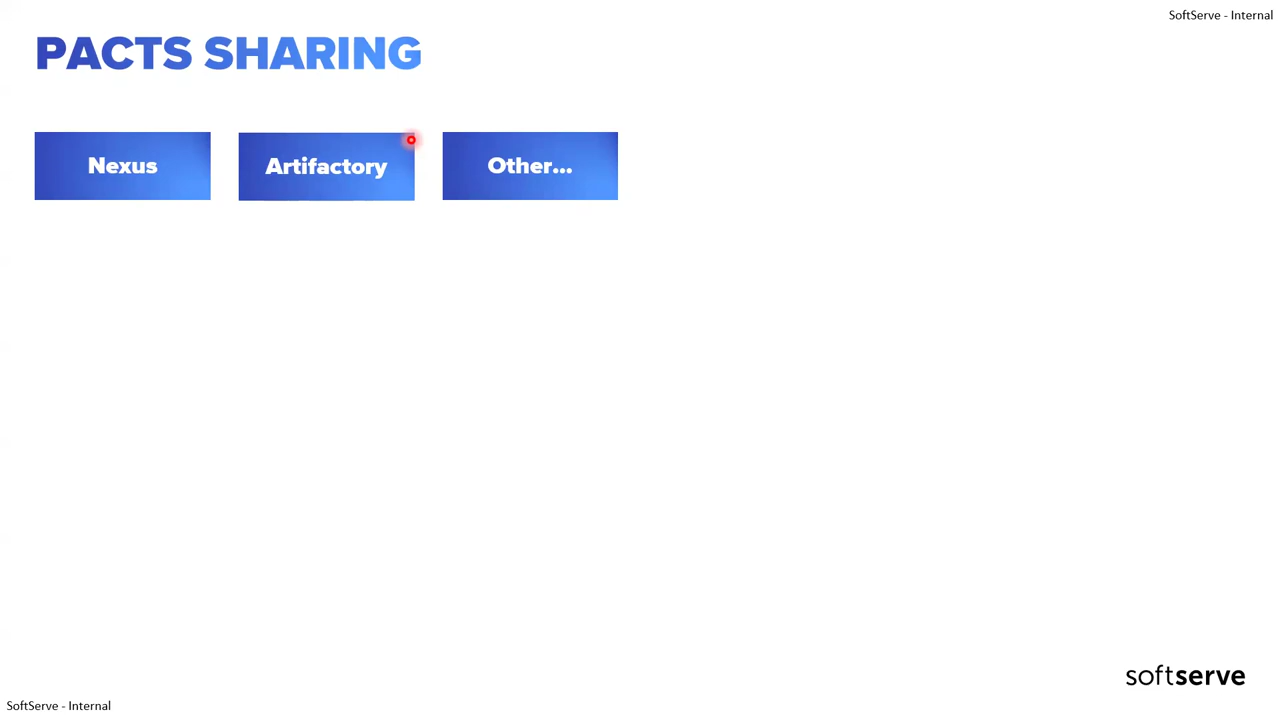 SoftServe - Internal
PACTS SHARING
Nexus
Artifactory
Other...
softserve
SoftServe - Internal